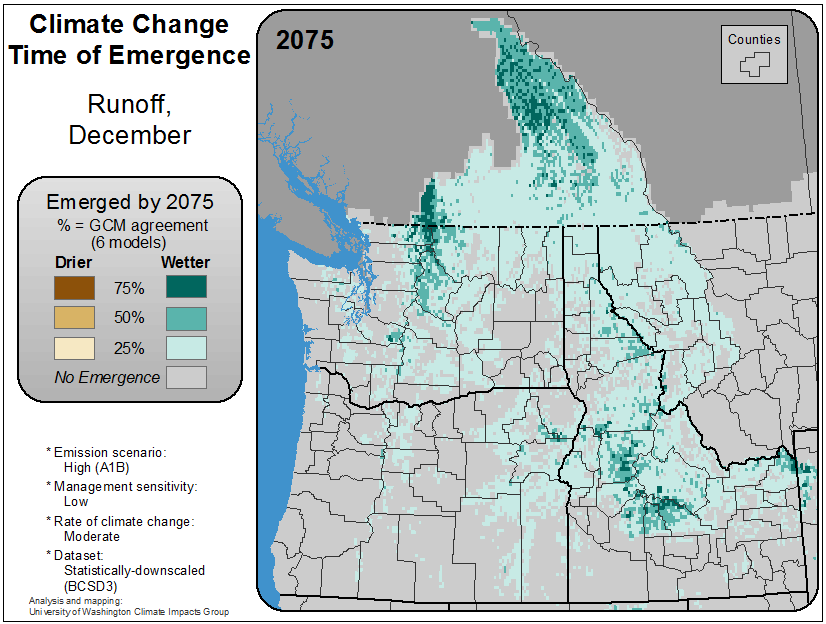 Climate Change
Time of Emergence
Runoff,
December
Emerged by 2075
% = GCM agreement
(6 models)
Drier Wetter
75%
50%
25%
No Emergence
* Emission scenario:
High (A1B)
* Management sensitivity:
Low
* Rate of climate change:
Moderate
* Dataset:
Statistically-downscaled
(BCSD3)
Analysis and mapping:
University of Washington Climate Impacts Group
2075
Counties